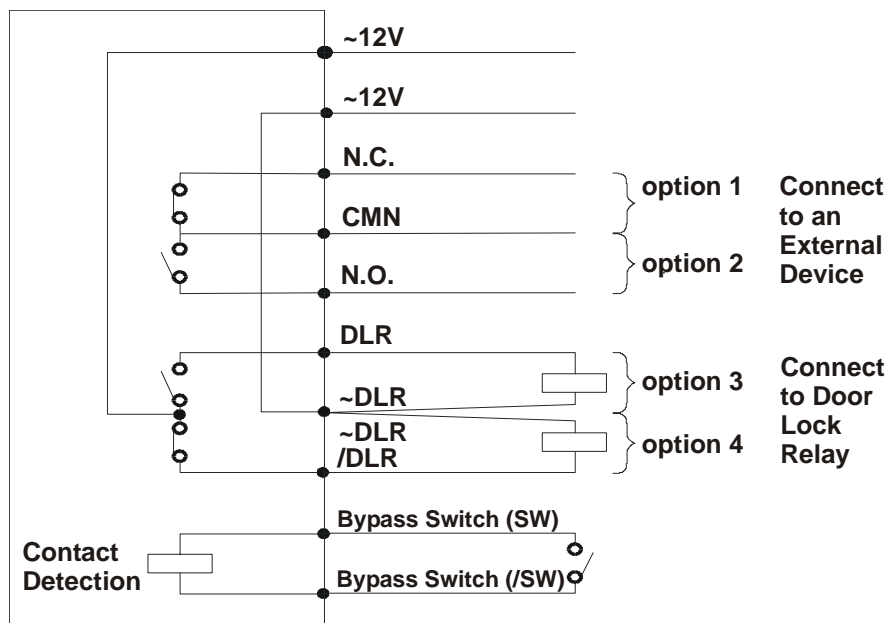 ~12V
~12V
N.C.
option 1
CMN
option 2
N.O.
Connect
to an
External
Device
DLR
option 3
~DLR
~DLR
option 4
/DLR
Connect
to Door
Lock
Relay
Bypass Switch (SW)
Contact
Detection
Bypass Switch (/SW)